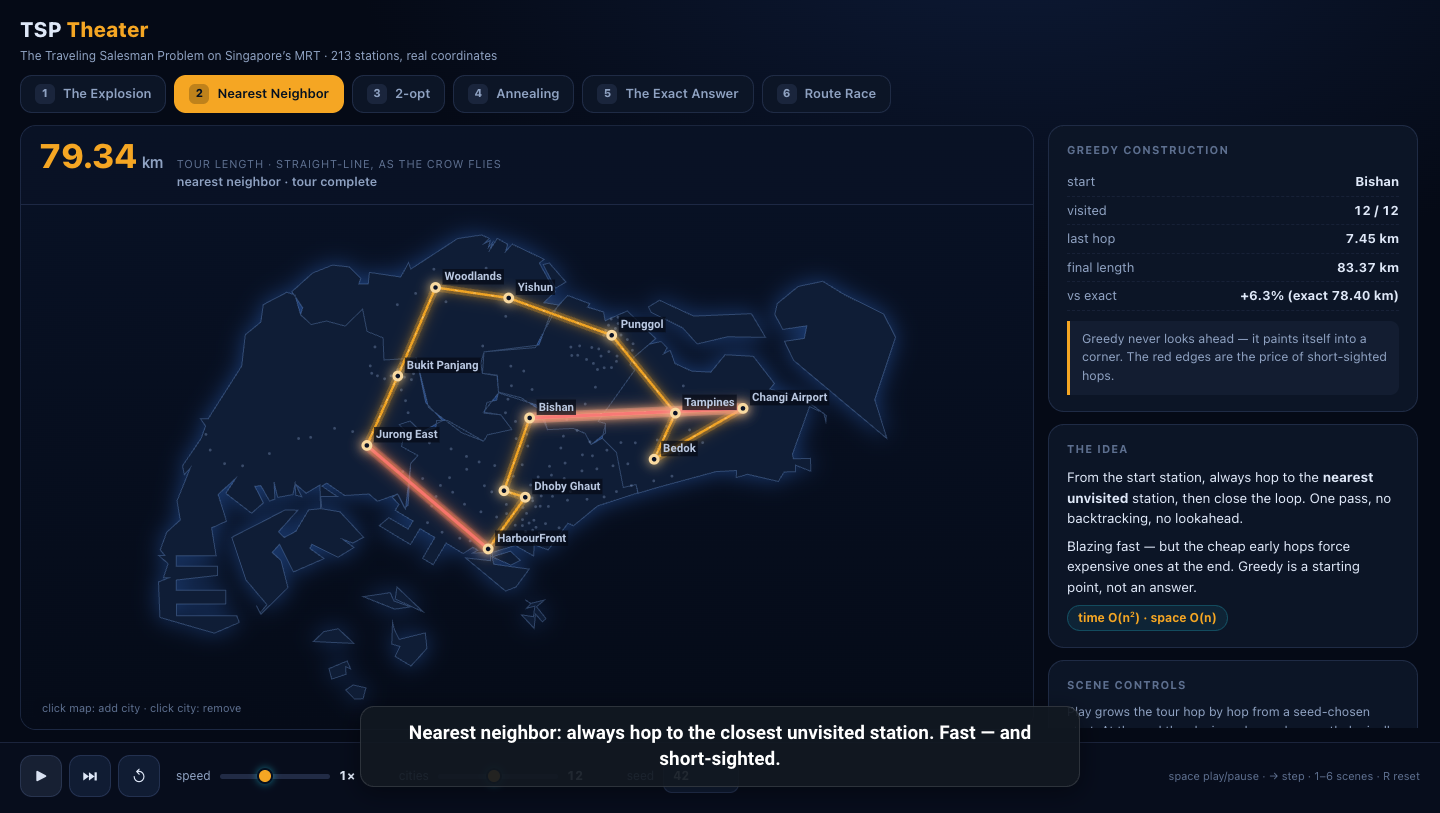 TSP Theater
The Traveling Salesman Problem on Singapore's MRT · 213 stations, real coordinates
1 The Explosion
2 Nearest Neighbor
3 2-opt
4 Annealing
5 The Exact Answer
6 Route Race
79.34 km
TOUR LENGTH · STRAIGHT-LINE, AS THE CROW FLIES
nearest neighbor · tour complete
Woodlands
Yishun
Punggol
Bukit Panjang
Bishan
Tampines
Changi Airport
Jurong East
Bedok
Dhoby Ghaut
HarbourFront
click map: add city · click city: remove
GREEDY CONSTRUCTION
start Bishan
visited 12 / 12
last hop 7.45 km
final length 83.37 km
vs exact +6.3% (exact 78.40 km)
Greedy never looks ahead — it paints itself into a
corner. The red edges are the price of short-sighted
hops.
THE IDEA
From the start station, always hop to the nearest
unvisited station, then close the loop. One pass, no
backtracking, no lookahead.
Blazing fast — but the cheap early hops force
expensive ones at the end. Greedy is a starting
point, not an answer.
time O(n²) · space O(n)
SCENE CONTROLS
Play grows the tour hop by hop from a seed-chosen
Nearest neighbor: always hop to the closest unvisited station. Fast — and
short-sighted.
speed 1× cities 12 seed 42
space play/pause · → step · 1–6 scenes · R reset